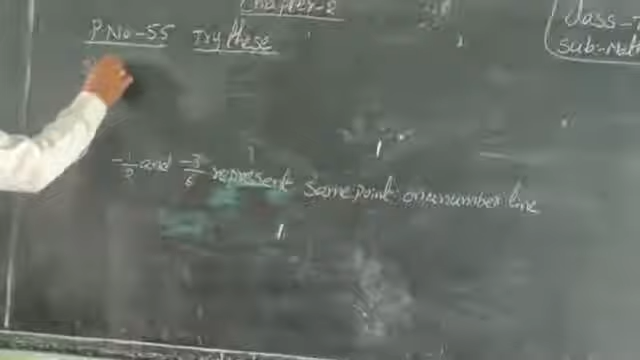 Chapter-2
Class-7
Sub-Maths
P.No-55 Try these
-1/2 and -3/6 represent same point on number line